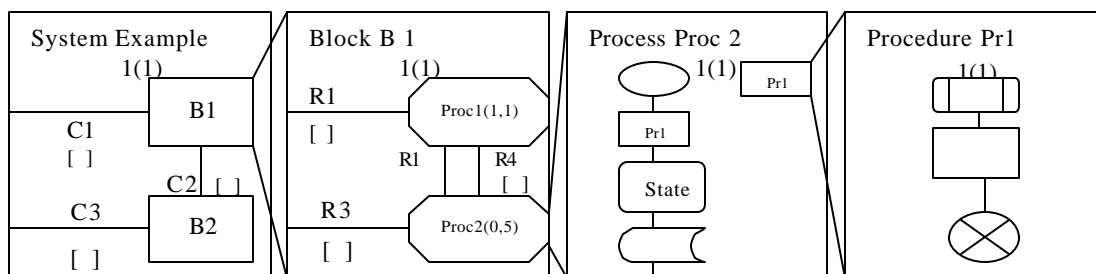 System Example
1(1)
B1
C1
[ ]
C2 [ ]
C3
B2
[ ]
Block B 1
1(1)
R1
Proc1(1,1)
[ ]
R1 R4
[ ]
R3
Proc2(0,5)
[ ]
Process Proc 2
1(1)
Pr1
Pr1
State
Procedure Pr1
1(1)